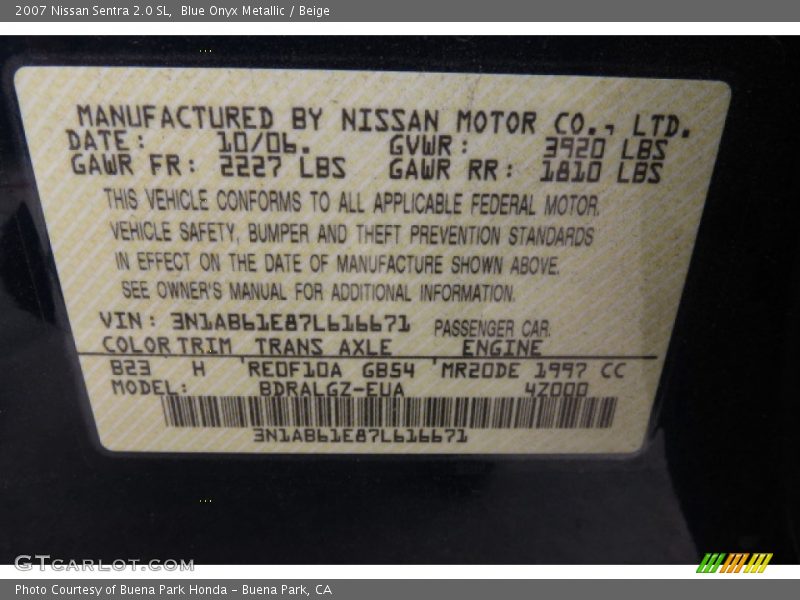 2007 Nissan Sentra 2.0 SL,  Blue Onyx Metallic / Beige
MANUFACTURED BY NISSAN MOTOR CO., LTD.
DATE: 10/06. GVWR: 3920 LBS
GAWR FR: 2227 LBS GAWR RR: 1810 LBS
THIS VEHICLE CONFORMS TO ALL APPLICABLE FEDERAL MOTOR
VEHICLE SAFETY, BUMPER AND THEFT PREVENTION STANDARDS
IN EFFECT ON THE DATE OF MANUFACTURE SHOWN ABOVE.
SEE OWNER'S MANUAL FOR ADDITIONAL INFORMATION.
VIN: 3N1AB61E87L616671 PASSENGER CAR.
COLOR TRIM TRANS AXLE ENGINE
B23 H 'RE0F10A GB54 'MR20DE 1997 CC
MODEL: BDRALGZ-EUA 4Z000
3N1AB61E87L616671
GTCARLOT.COM
Photo Courtesy of Buena Park Honda - Buena Park, CA